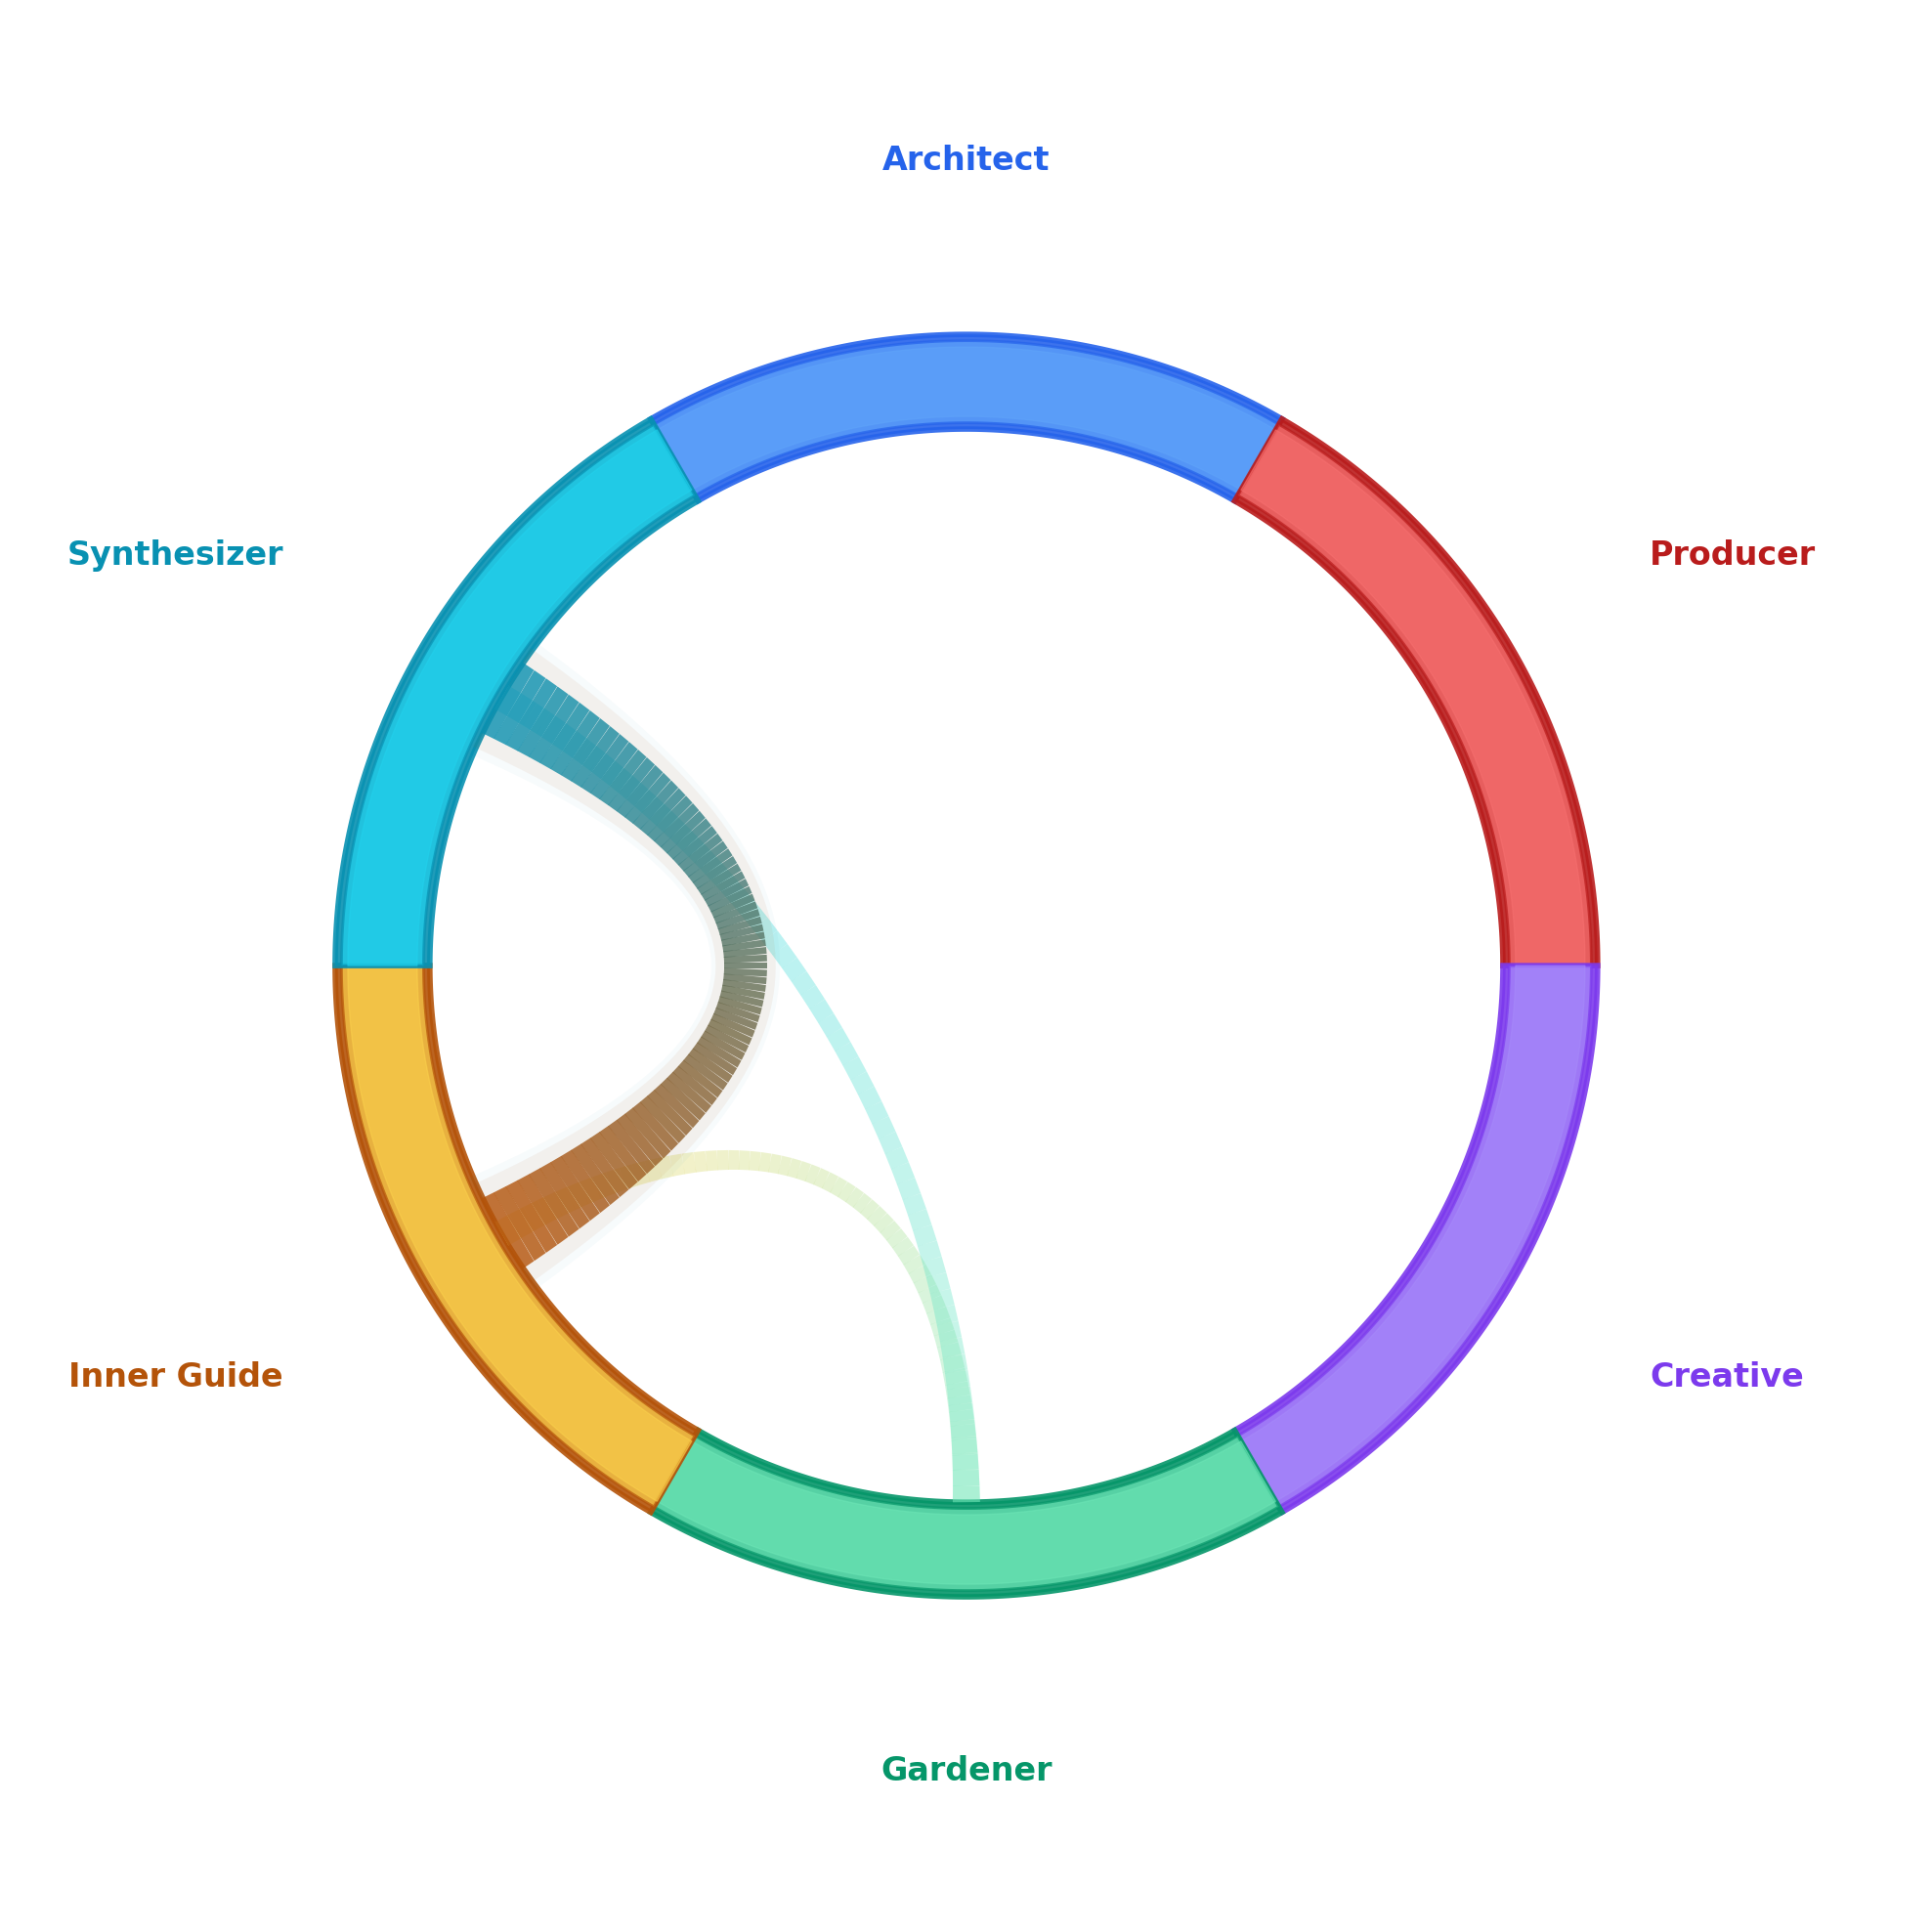 Architect
Synthesizer
Producer
Inner Guide
Creative
Gardener